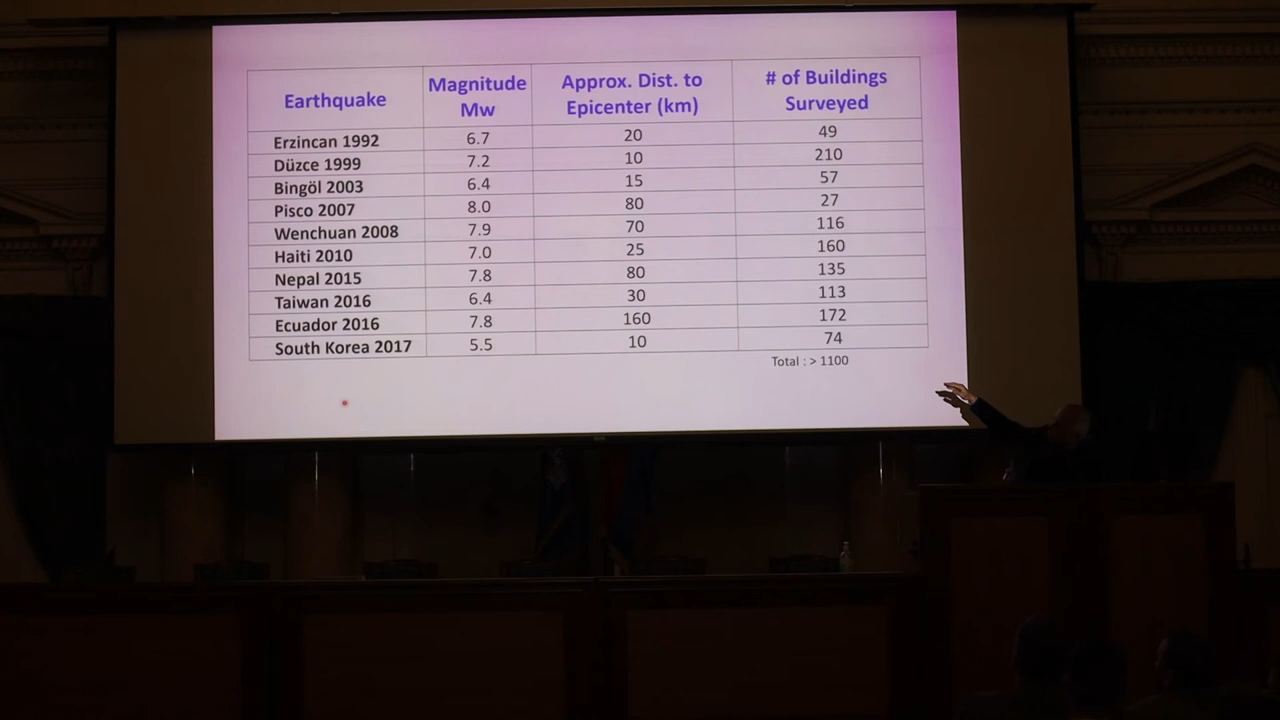 Earthquake Magnitude Mw Approx. Dist. to Epicenter (km) # of Buildings Surveyed
Erzincan 1992 6.7 20 49
Düzce 1999 7.2 10 210
Bingöl 2003 6.4 15 57
Pisco 2007 8.0 80 27
Wenchuan 2008 7.9 70 116
Haiti 2010 7.0 25 160
Nepal 2015 7.8 80 135
Taiwan 2016 6.4 30 113
Ecuador 2016 7.8 160 172
South Korea 2017 5.5 10 74
Total : > 1100